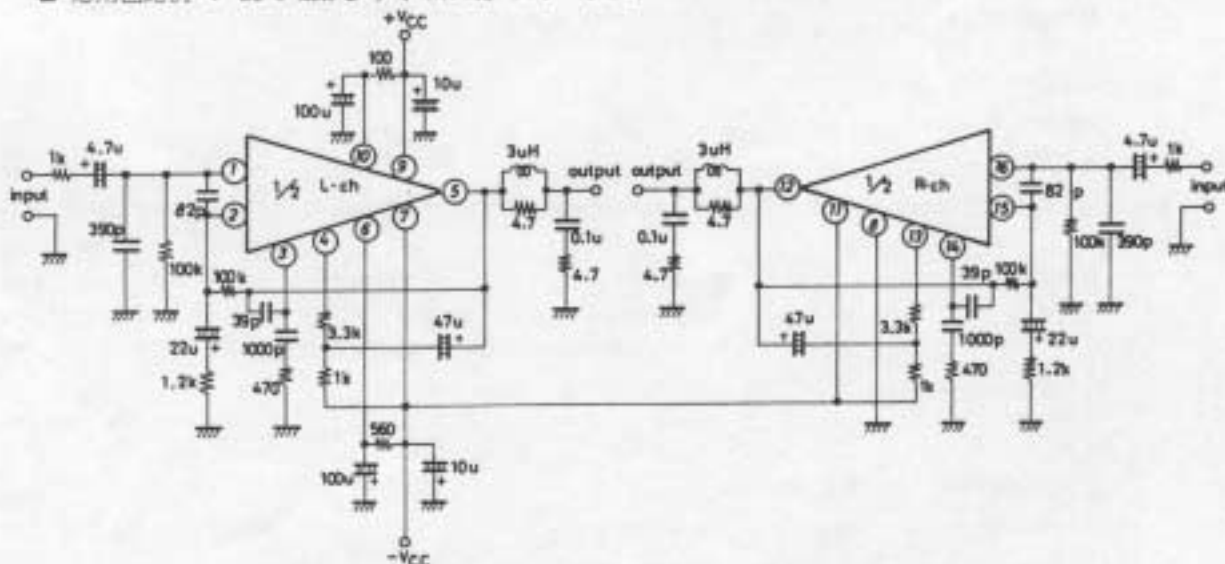 +VCC
100
100u
10u
10
9
1k
4.7u
input
390p
100k
1
2
82p
1/2 L-ch
3
4
6
7
5
3uH
4.7
output
0.1u
4.7
100k
39p
22u
1.2k
1000p
470
3.3k
1k
47u
560
100u
10u
-VCC
output
3uH
4.7
0.1u
4.7
12
1/2 R-ch
11
8
13
14
16
15
82p
4.7u
1k
input
100k
390p
39p
100k
47u
3.3k
1k
1000p
470
22u
1.2k